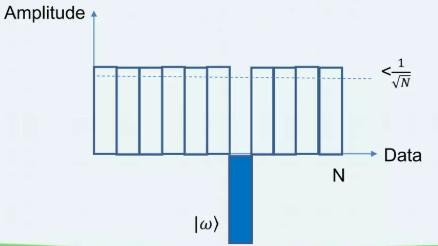 Amplitude
<1/√N
Data
N
|ω⟩